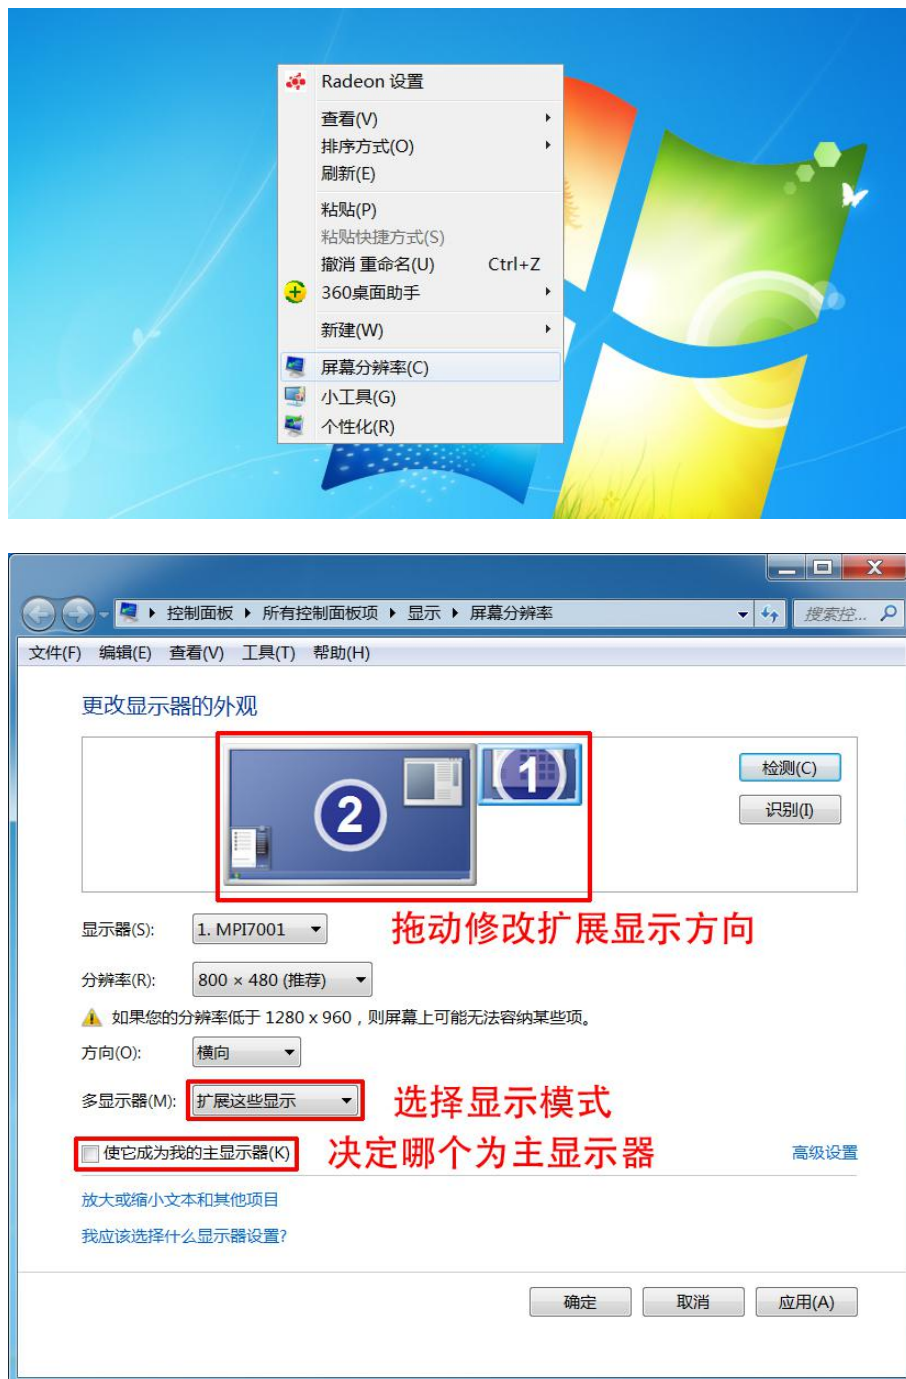 Radeon 设置
查看(V)
排序方式(O)
刷新(E)
粘贴(P)
粘贴快捷方式(S)
撤消 重命名(U) Ctrl+Z
360桌面助手
新建(W)
屏幕分辨率(C)
小工具(G)
个性化(R)
控制面板 所有控制面板项 显示 屏幕分辨率 搜索控...
文件(F) 编辑(E) 查看(V) 工具(T) 帮助(H)
更改显示器的外观
2 1
检测(C)
识别(I)
显示器(S): 1. MPI7001 拖动修改扩展显示方向
分辨率(R): 800 × 480 (推荐)
如果您的分辨率低于 1280 x 960，则屏幕上可能无法容纳某些项。
方向(O): 横向
多显示器(M): 扩展这些显示 选择显示模式
使它成为我的主显示器(K) 决定哪个为主显示器 高级设置
放大或缩小文本和其他项目
我应该选择什么显示器设置?
确定 取消 应用(A)